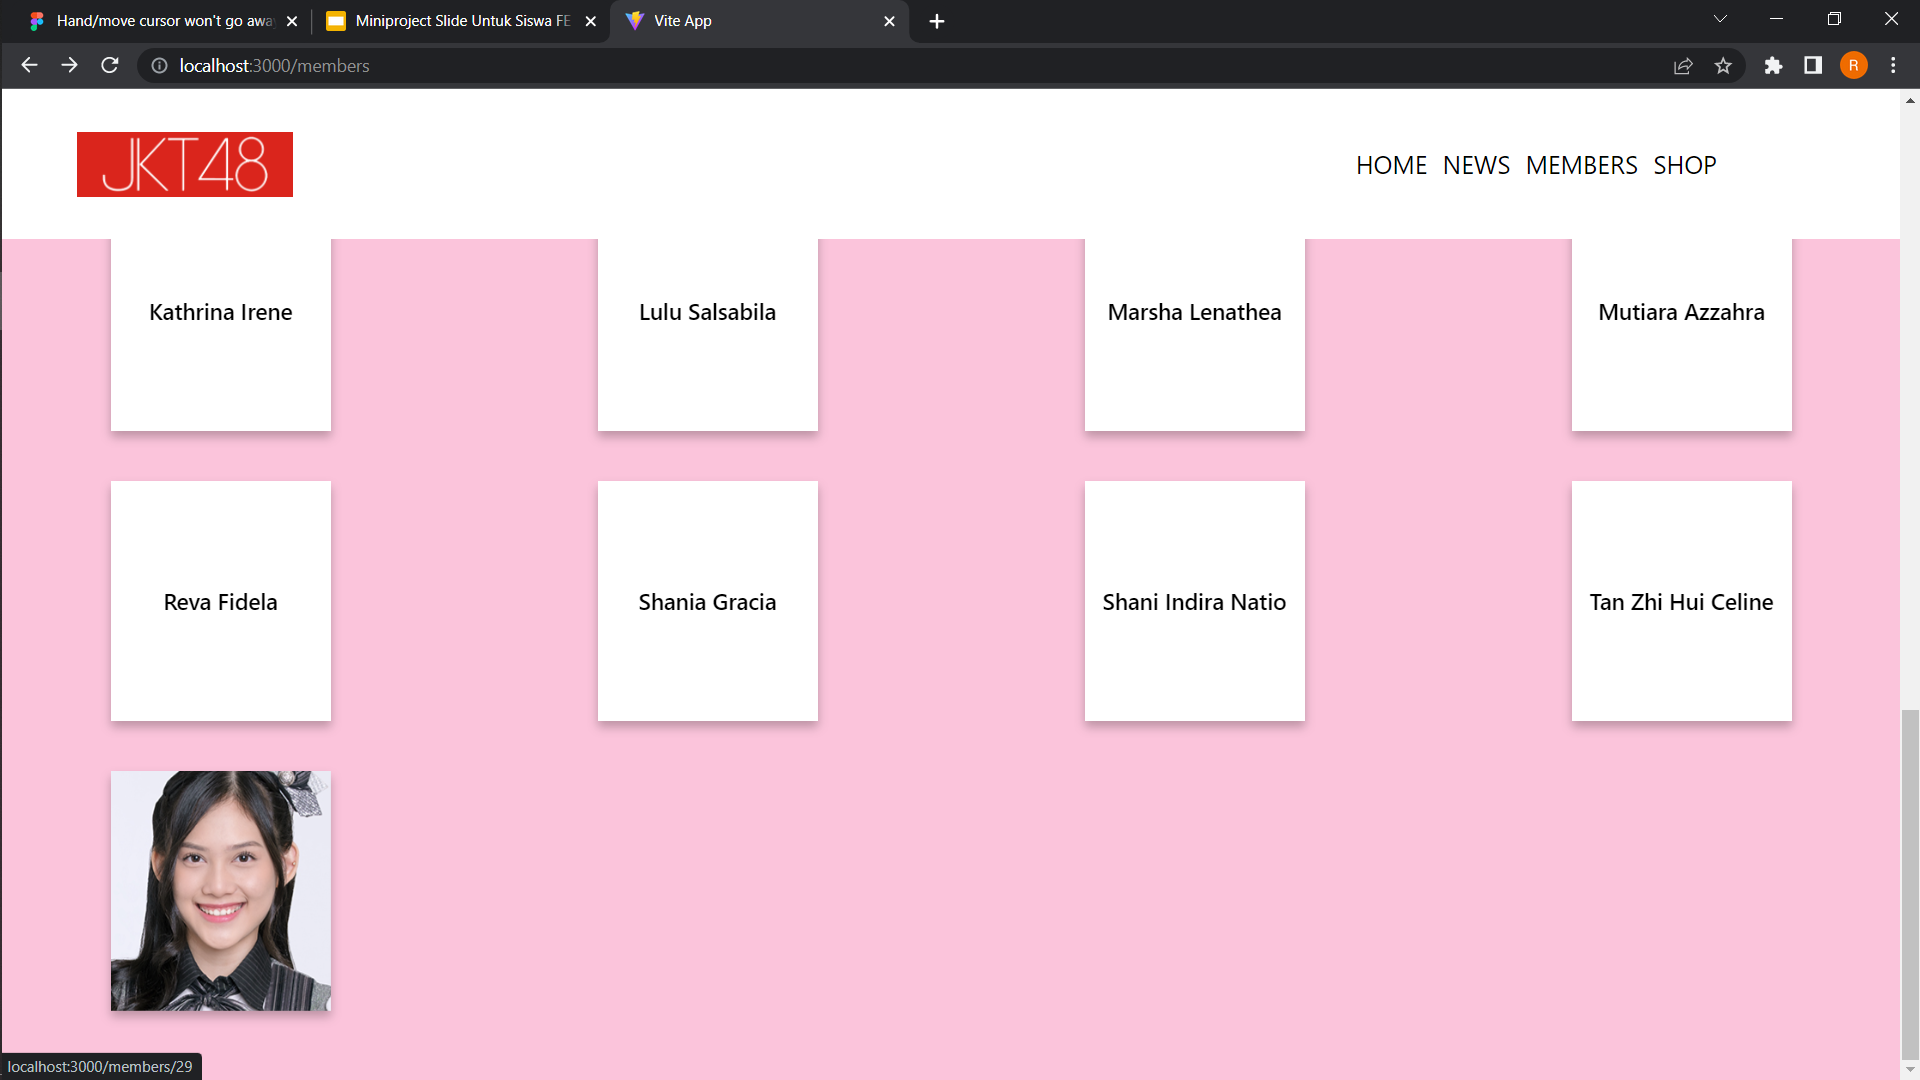 Hand/move cursor won't go awa
Miniproject Slide Untuk Siswa FE
Vite App
localhost:3000/members
R
JKT48
HOME NEWS MEMBERS SHOP
Kathrina Irene
Lulu Salsabila
Marsha Lenathea
Mutiara Azzahra
Reva Fidela
Shania Gracia
Shani Indira Natio
Tan Zhi Hui Celine
localhost:3000/members/29